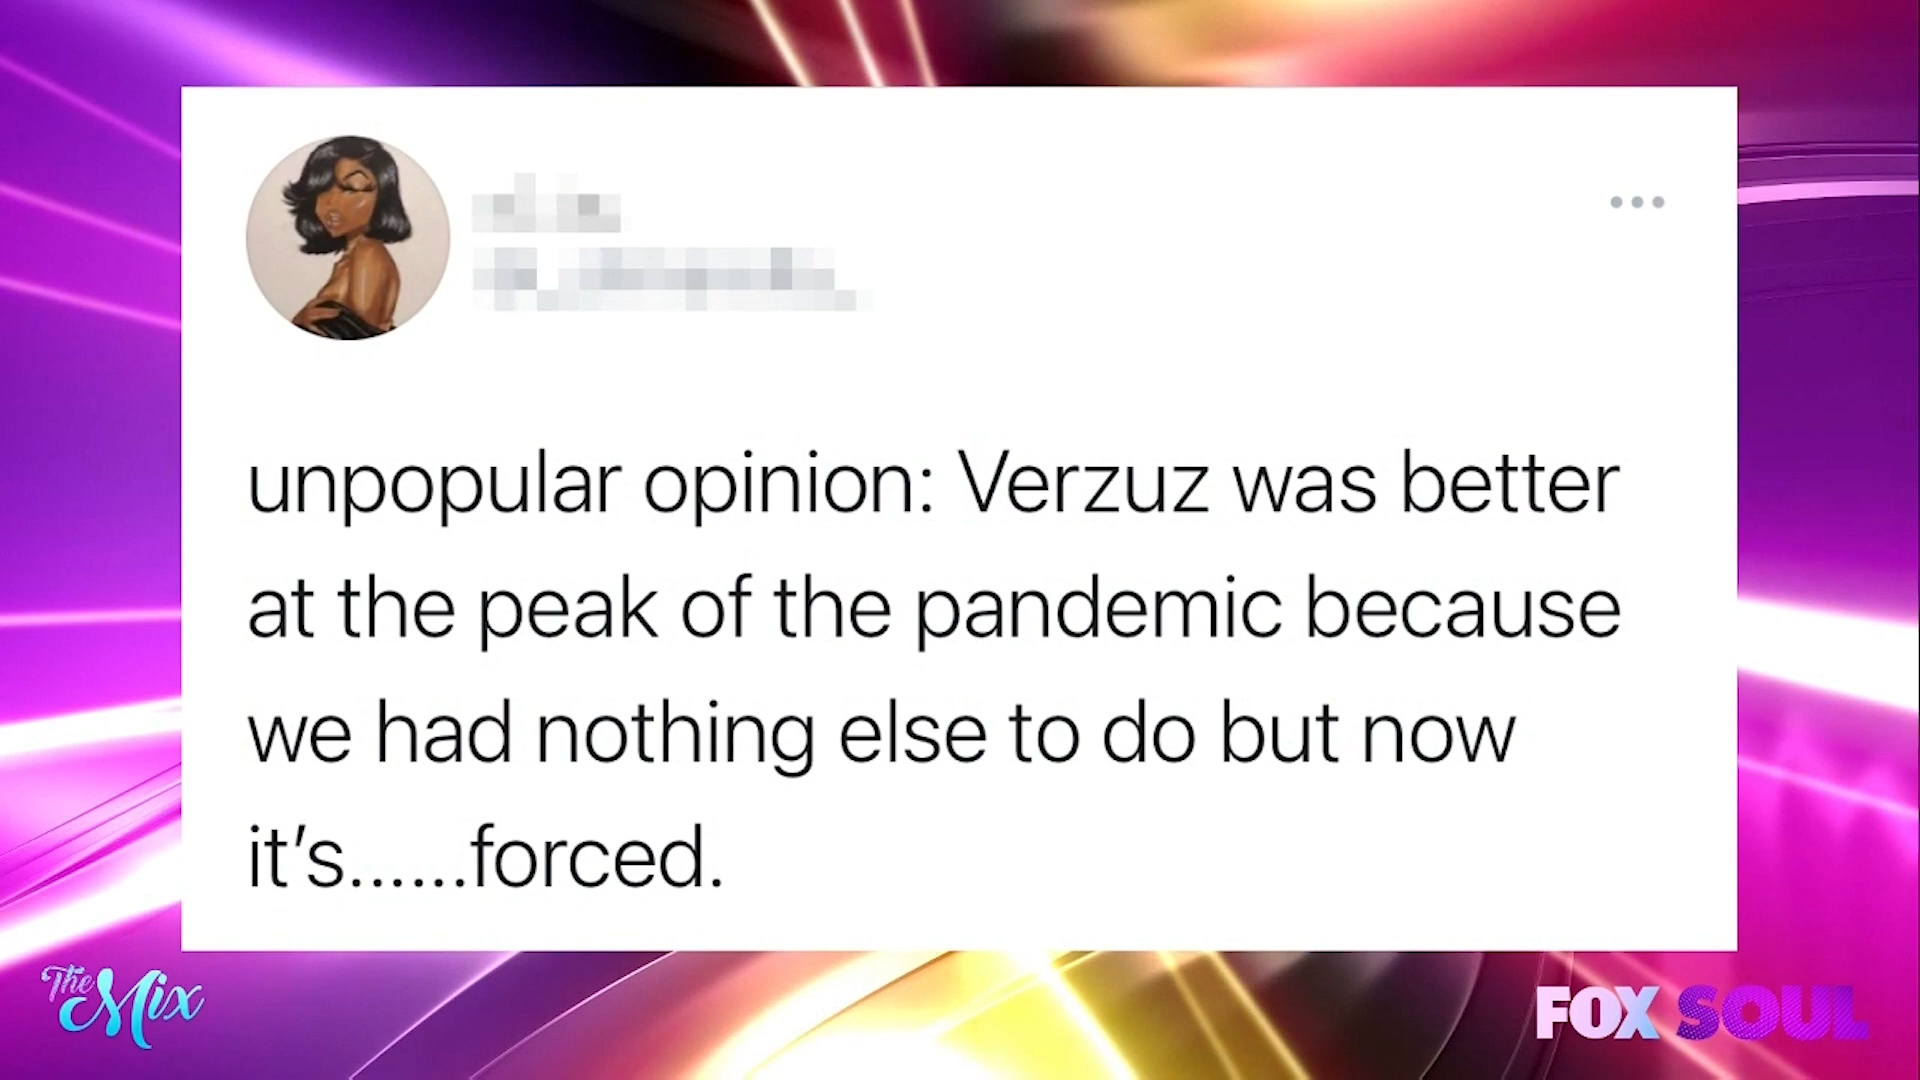 unpopular opinion: Verzuz was better
at the peak of the pandemic because
we had nothing else to do but now
it's......forced.
The Mix
FOX SOUL